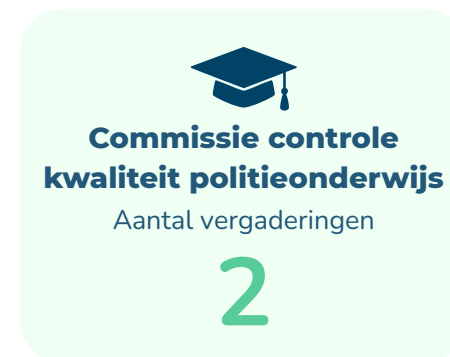 Commissie controle
kwaliteit politieonderwijs
Aantal vergaderingen
2